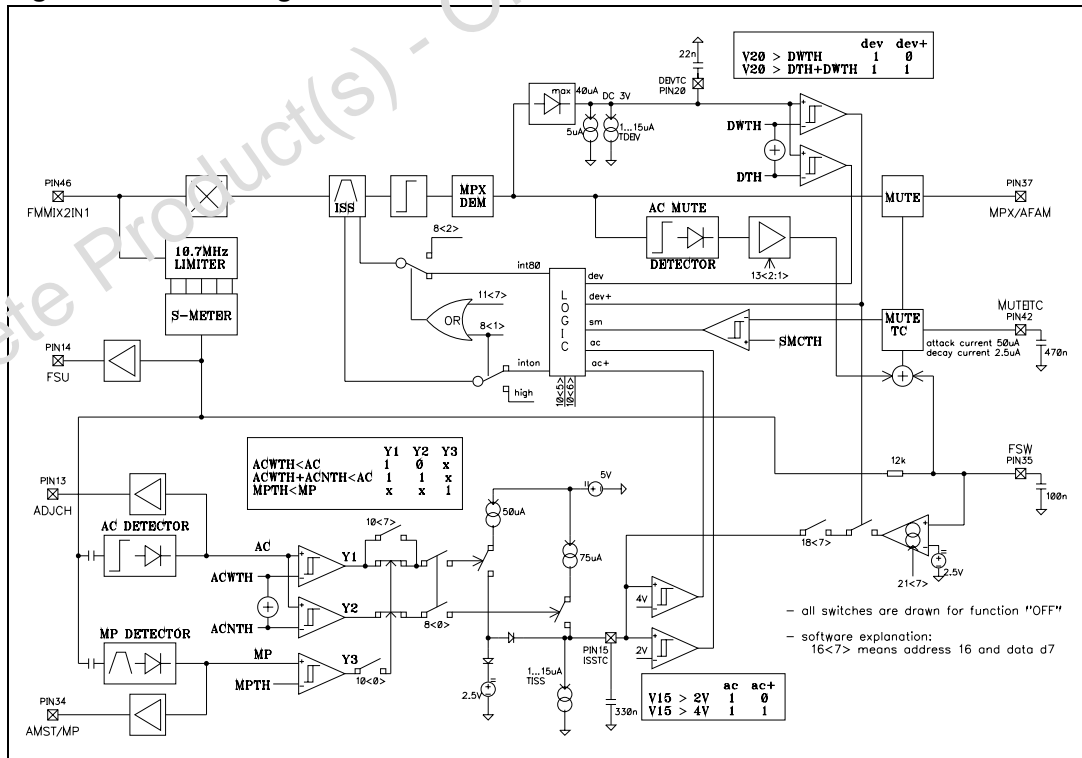 ete Product(s) - O
22n
DEVTC
PIN20
dev dev+
V20 > DWTH 1 0
V20 > DTH+DWTH 1 1
max 40uA
DC 3V
5uA
1...15uA
TDEV
DWTH
DTH
PIN46
FMMIX2IN1
ISS
MPX
DEM
MUTE
PIN37
MPX/AFAM
10.7MHz
LIMITER
S-METER
8<2>
int80
AC MUTE
DETECTOR
13<2:1>
11<7>
OR
8<1>
LOGIC
dev
dev+
sm
ac
ac+
SMCTH
MUTE
TC
MUTETC
PIN42
attack current 50uA
decay current 2.5uA
470n
PIN14
FSU
inton
high
10<5>
10<6>
Y1 Y2 Y3
ACWTH<AC 1 0 x
ACWTH+ACNTH<AC 1 1 x
MPTH<MP x x 1
12k
FSW
PIN35
100n
PIN13
ADJCH
5V
50uA
10<7>
AC DETECTOR
AC
Y1
ACWTH
ACNTH
Y2
8<0>
75uA
18<7>
21<7>
2.5V
4V
2V
- all switches are drawn for function "OFF"
- software explanation:
16<7> means address 16 and data d7
MP DETECTOR
MP
MPTH
Y3
10<0>
PIN15
ISSTC
2.5V
1...15uA
TISS
330n
ac ac+
V15 > 2V 1 0
V15 > 4V 1 1
PIN34
AMST/MP